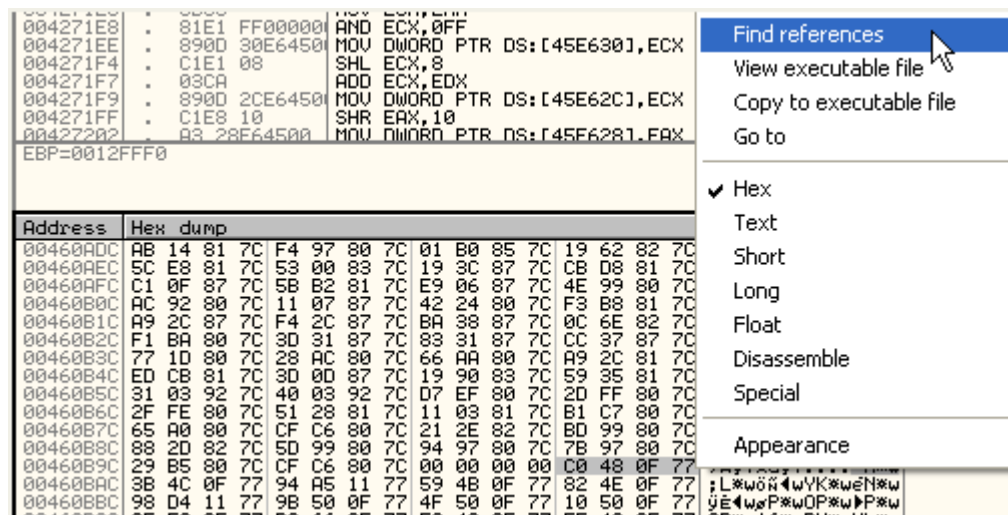 004271E8 . 81E1 FF000000 AND ECX,0FF
004271EE . 890D 30E64500 MOV DWORD PTR DS:[45E630],ECX
004271F4 . C1E1 08 SHL ECX,8
004271F7 . 03CA ADD ECX,EDX
004271F9 . 890D 2CE64500 MOV DWORD PTR DS:[45E62C],ECX
004271FF . C1E8 10 SHR EAX,10
00427202 . A3 28E64500 MOV DWORD PTR DS:[45E628],EAX
EBP=0012FFF0
Address Hex dump
00460ADC AB 14 81 7C F4 97 80 7C 01 B0 85 7C 19 62 82 7C
00460AEC 5C E8 81 7C 53 00 83 7C 19 3C 87 7C CB D8 81 7C
00460AFC C1 0F 87 7C 5B B2 81 7C E9 06 87 7C 4E 99 80 7C
00460B0C AC 92 80 7C 11 07 87 7C 42 24 80 7C F3 B8 81 7C
00460B1C A9 2C 87 7C F4 2C 87 7C BA 38 87 7C 0C 6E 82 7C
00460B2C F1 BA 80 7C 3D 31 87 7C 83 31 87 7C CC 37 87 7C
00460B3C 77 1D 80 7C 28 AC 80 7C 66 AA 80 7C A9 2C 81 7C
00460B4C ED CB 81 7C 3D 0D 87 7C 19 90 83 7C 59 35 81 7C
00460B5C 31 03 92 7C 40 03 92 7C D7 EF 80 7C 2D FF 80 7C
00460B6C 2F FE 80 7C 51 28 81 7C 11 03 81 7C B1 C7 80 7C
00460B7C 65 A0 80 7C CF C6 80 7C 21 2E 82 7C BD 99 80 7C
00460B8C 88 2D 82 7C 5D 99 80 7C 94 97 80 7C 7B 97 80 7C
00460B9C 29 B5 80 7C CF C6 80 7C 00 00 00 00 C0 48 0F 77
00460BAC 3B 4C 0F 77 94 A5 11 77 59 4B 0F 77 82 4E 0F 77
00460BBC 98 D4 11 77 9B 50 0F 77 4F 50 0F 77 10 50 0F 77
Find references
View executable file
Copy to executable file
Go to
Hex
Text
Short
Long
Float
Disassemble
Special
Appearance